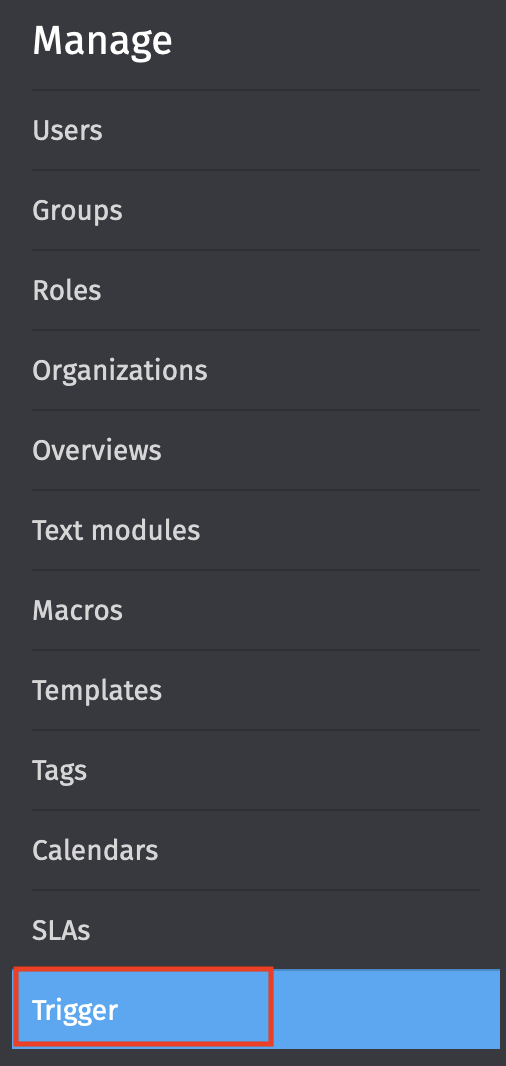 Manage
Users
Groups
Roles
Organizations
Overviews
Text modules
Macros
Templates
Tags
Calendars
SLAs
Trigger